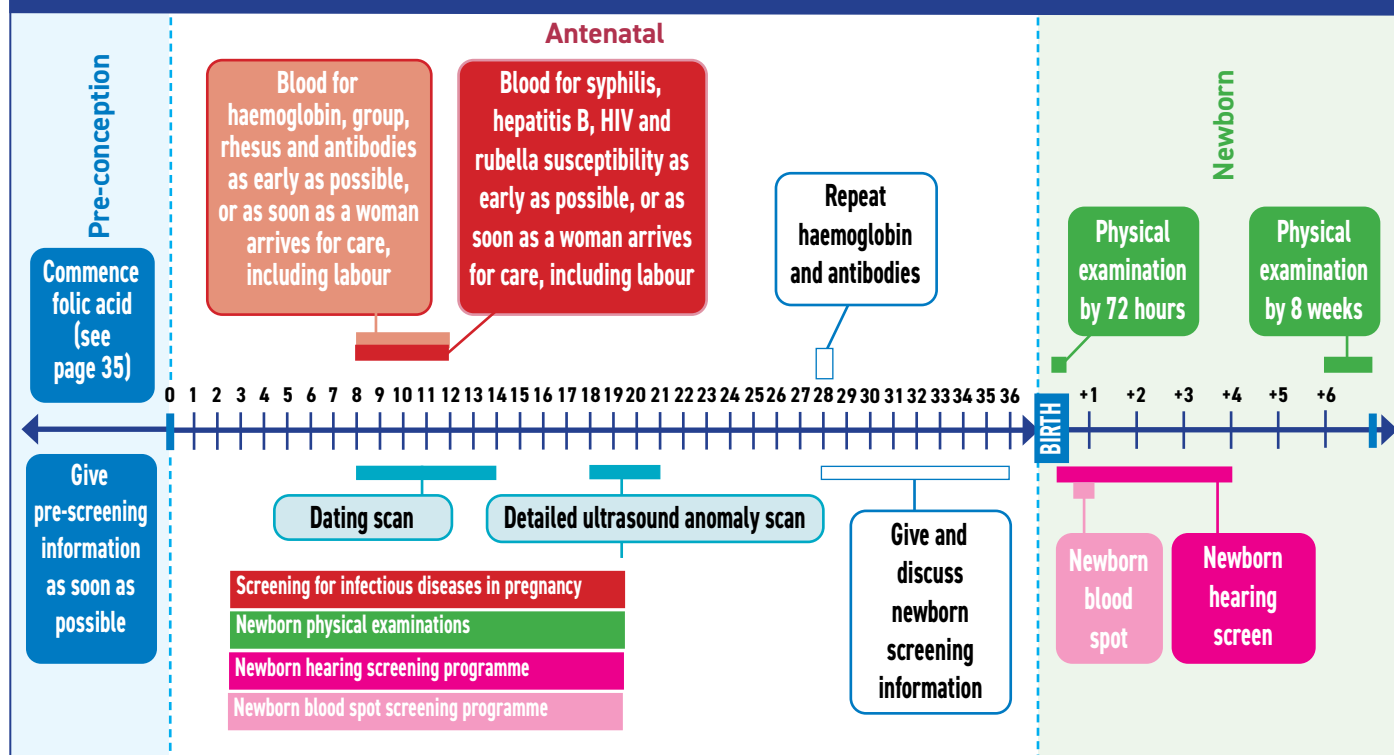 Antenatal
Pre-conception
Newborn
Blood for
haemoglobin, group,
rhesus and antibodies
as early as possible,
or as soon as a woman
arrives for care,
including labour
Blood for syphilis,
hepatitis B, HIV and
rubella susceptibility as
early as possible, or as
soon as a woman arrives
for care, including labour
Repeat
haemoglobin
and antibodies
Physical
examination
by 72 hours
Physical
examination
by 8 weeks
Commence
folic acid
(see
page 35)
0 1 2 3 4 5 6 7 8 9 10 11 12 13 14 15 16 17 18 19 20 21 22 23 24 25 26 27 28 29 30 31 32 33 34 35 36
BIRTH
+1 +2 +3 +4 +5 +6
Give
pre-screening
information
as soon as
possible
Dating scan
Detailed ultrasound anomaly scan
Give and
discuss
newborn
screening
information
Newborn
blood
spot
Newborn
hearing
screen
Screening for infectious diseases in pregnancy
Newborn physical examinations
Newborn hearing screening programme
Newborn blood spot screening programme